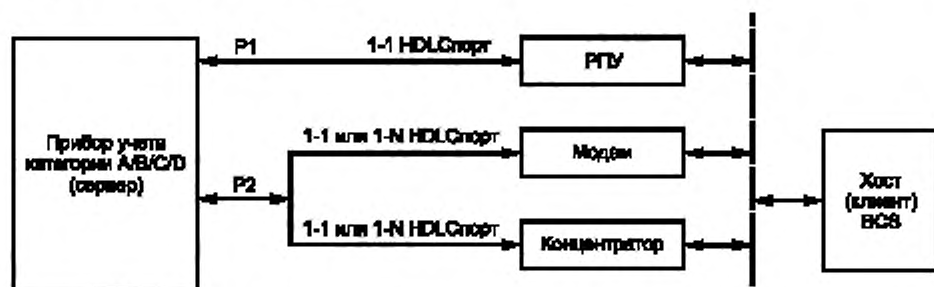 P1
1-1 HDLCпорт
РПУ
Прибор учета
категории A/B/C/D
(сервер)
1-1 или 1-N HDLCпорт
Модем
P2
Хост
(клиент)
BCS
1-1 или 1-N HDLCпорт
Концентратор